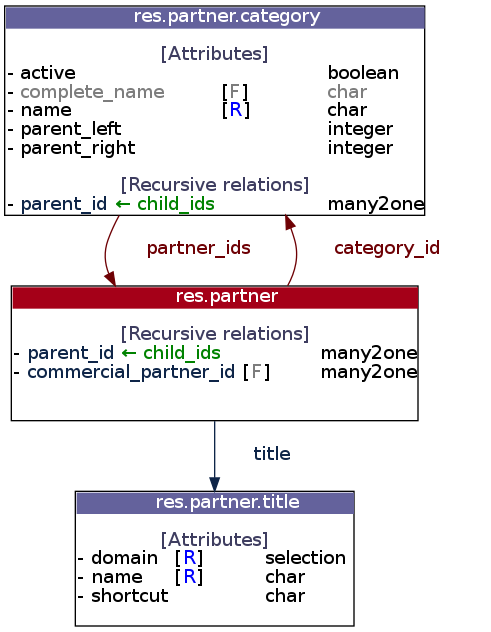 res.partner.category
[Attributes]
- active boolean
- complete_name [F] char
- name [R] char
- parent_left integer
- parent_right integer
[Recursive relations]
- parent_id ← child_ids many2one
partner_ids category_id
res.partner
[Recursive relations]
- parent_id ← child_ids many2one
- commercial_partner_id [F] many2one
title
res.partner.title
[Attributes]
- domain [R] selection
- name [R] char
- shortcut char